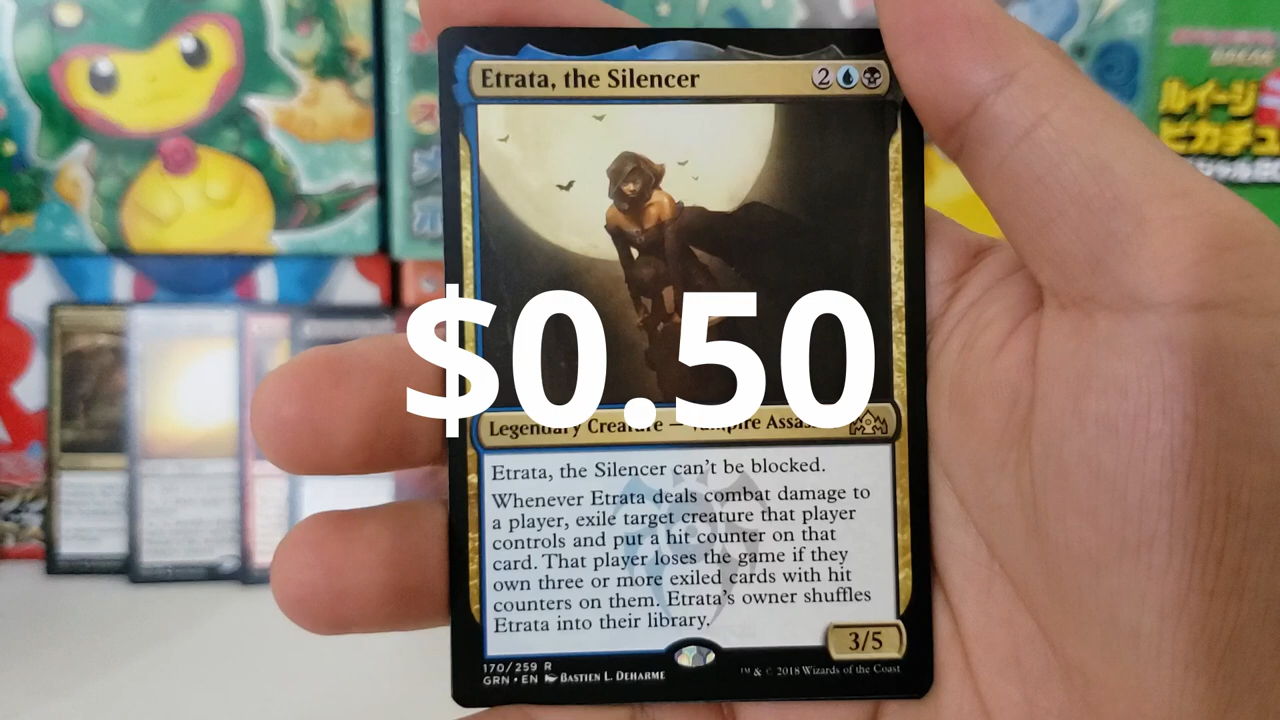 Etrata, the Silencer 2
ルイージ
ピカチュ
$0.50
Legendary Creature — Vampire Assas
Etrata, the Silencer can't be blocked.
Whenever Etrata deals combat damage to
a player, exile target creature that player
controls and put a hit counter on that
card. That player loses the game if they
own three or more exiled cards with hit
counters on them. Etrata's owner shuffles
Etrata into their library.
3/5
170/259 R
GRN • EN Bastien L. Deharme
™ & © 2018 Wizards of the Coast